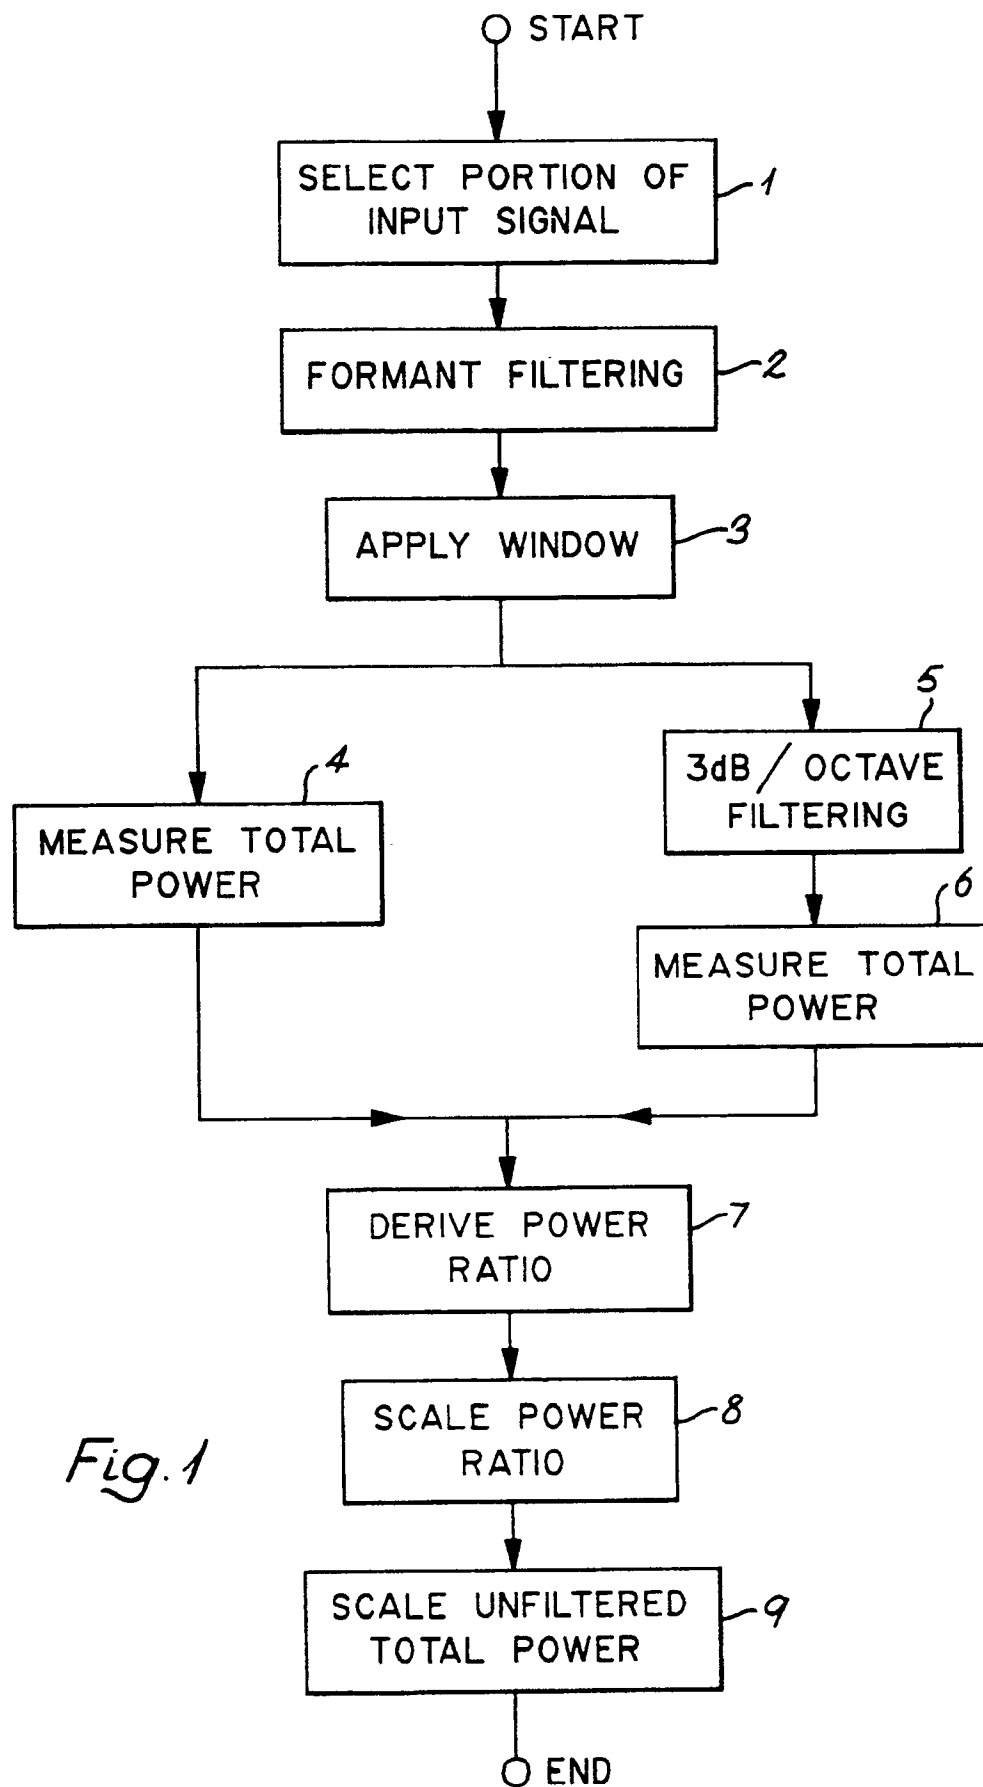 START
SELECT PORTION OF
INPUT SIGNAL
1
FORMANT FILTERING
2
APPLY WINDOW
3
4
MEASURE TOTAL
POWER
5
3dB / OCTAVE
FILTERING
6
MEASURE TOTAL
POWER
DERIVE POWER
RATIO
7
SCALE POWER
RATIO
8
Fig. 1
SCALE UNFILTERED
TOTAL POWER
9
END